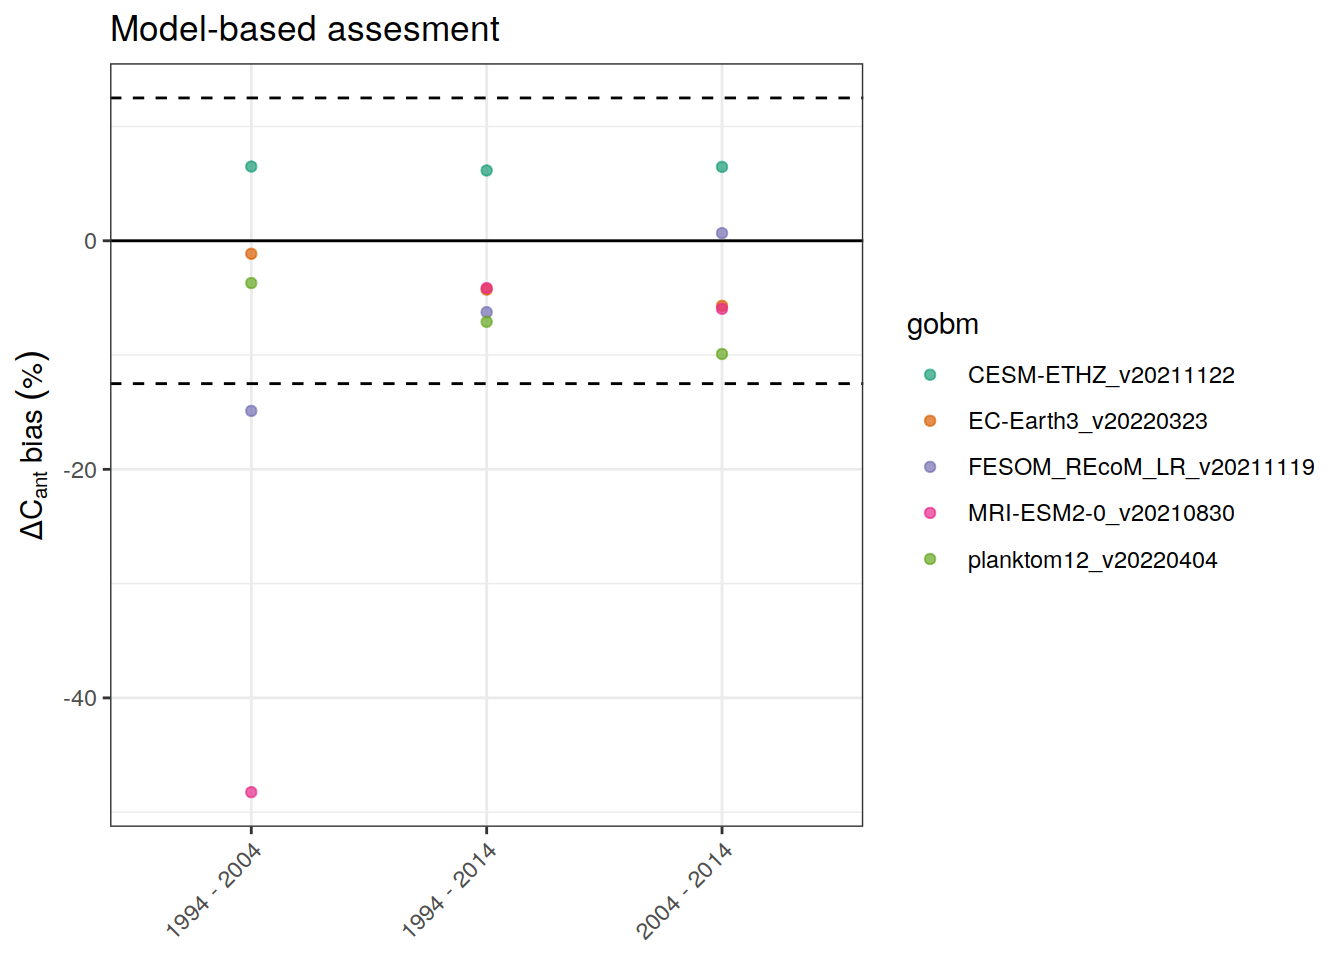 Model-based assesment
ΔCant bias (%)
0
-20
-40
1994 - 2004
1994 - 2014
2004 - 2014
gobm
CESM-ETHZ_v20211122
EC-Earth3_v20220323
FESOM_REcoM_LR_v20211119
MRI-ESM2-0_v20210830
planktom12_v20220404